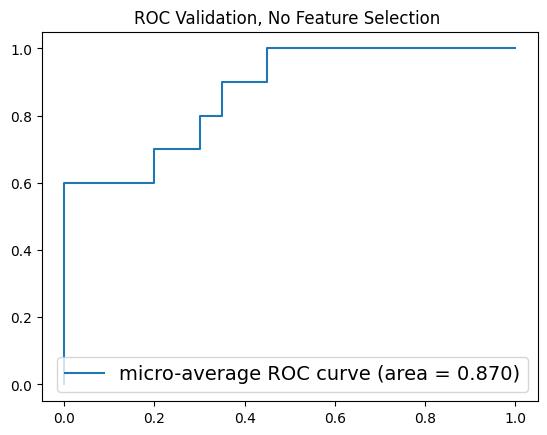 ROC Validation, No Feature Selection
1.0
0.8
0.6
0.4
0.2
0.0
micro-average ROC curve (area = 0.870)
0.0 0.2 0.4 0.6 0.8 1.0